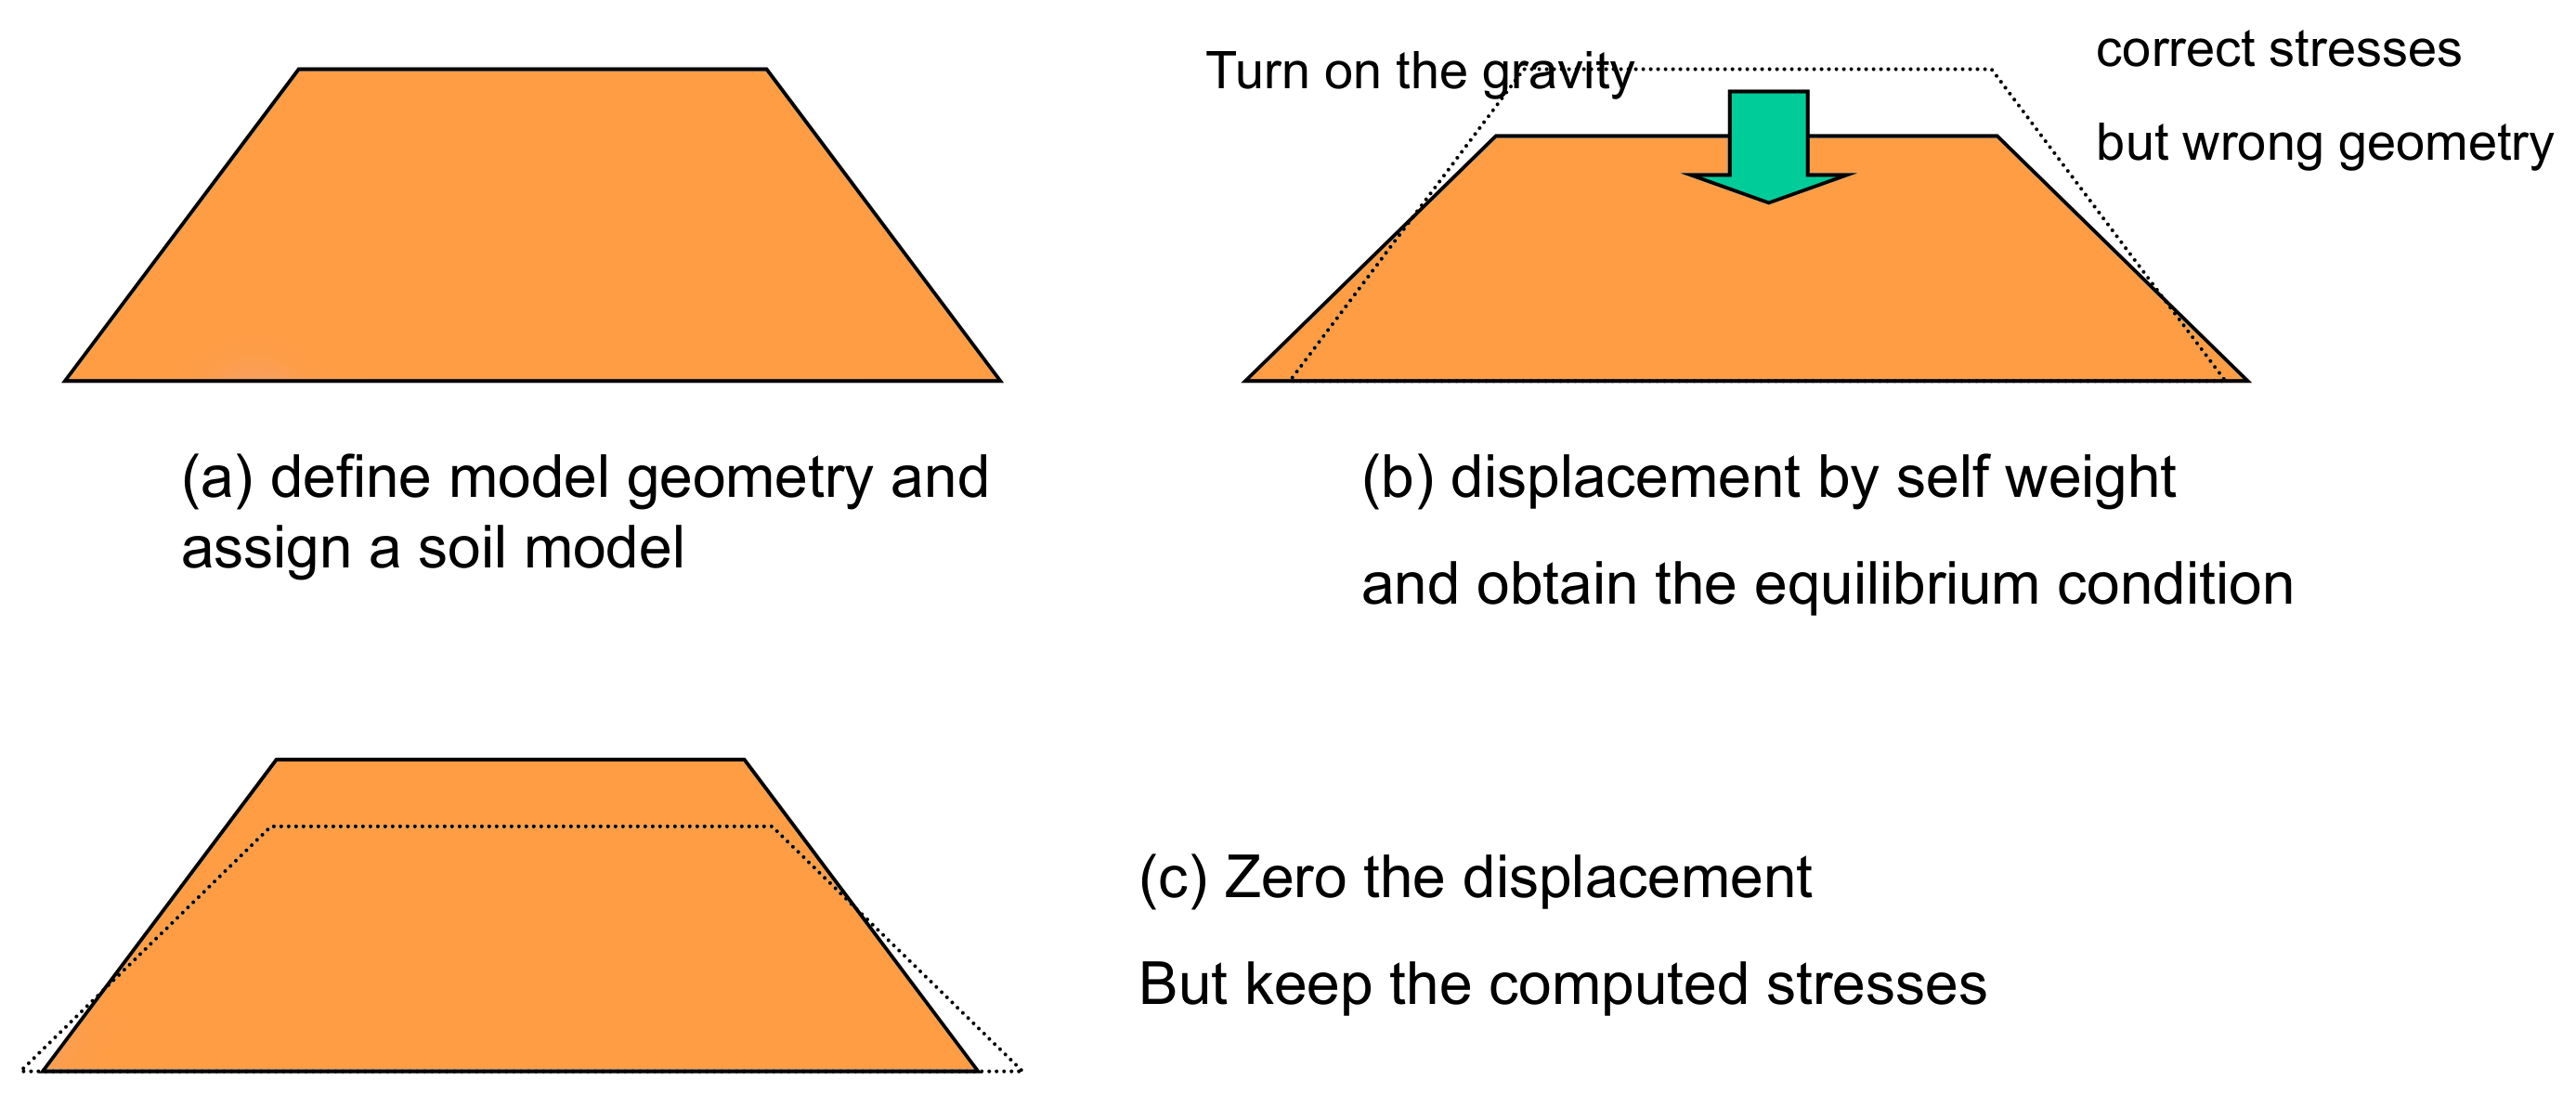 Turn on the gravity
correct stresses
but wrong geometry
(a) define model geometry and
assign a soil model
(b) displacement by self weight
and obtain the equilibrium condition
(c) Zero the displacement
But keep the computed stresses